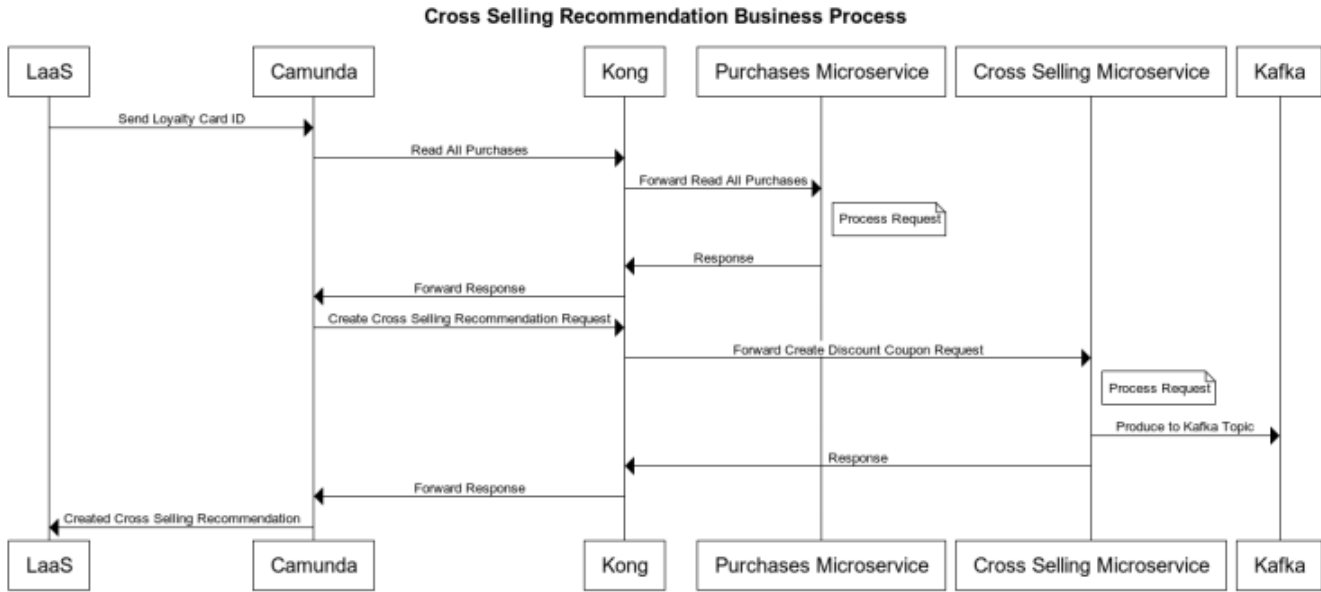 Cross Selling Recommendation Business Process
LaaS Camunda Kong Purchases Microservice Cross Selling Microservice Kafka
Send Loyalty Card ID
Read All Purchases
Forward Read All Purchases
Process Request
Response
Forward Response
Create Cross Selling Recommendation Request
Forward Create Discount Coupon Request
Process Request
Produce to Kafka Topic
Response
Forward Response
Created Cross Selling Recommendation
LaaS Camunda Kong Purchases Microservice Cross Selling Microservice Kafka